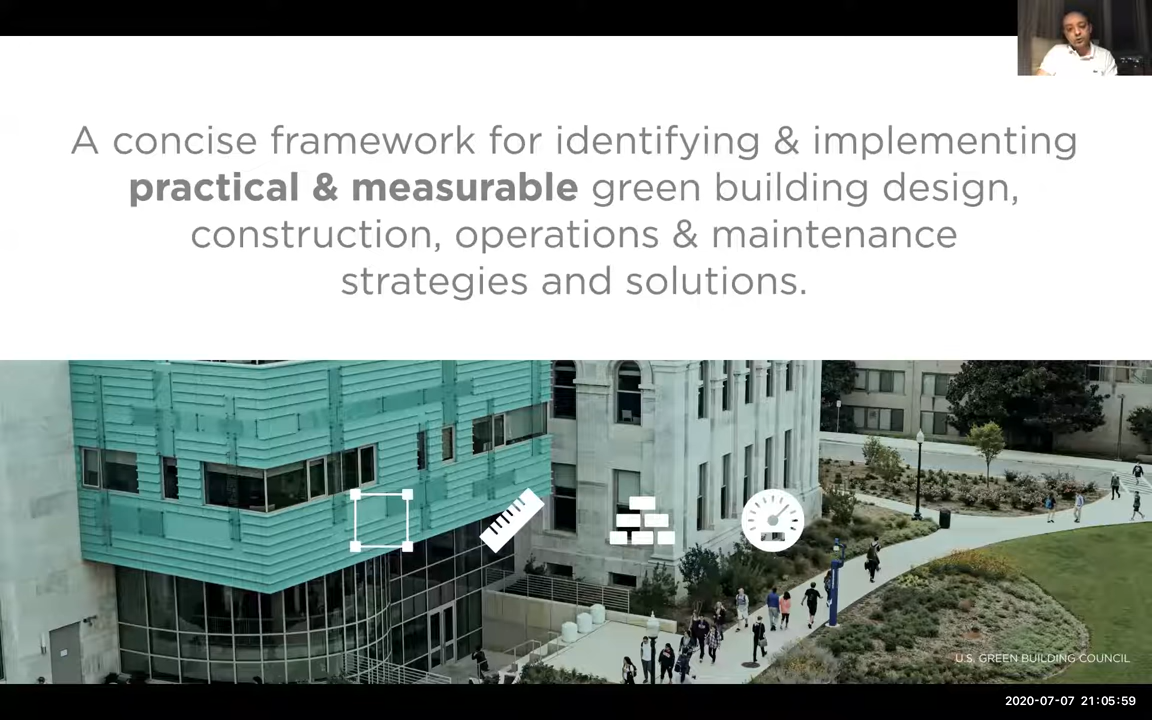 A concise framework for identifying & implementing
practical & measurable green building design,
construction, operations & maintenance
strategies and solutions.
U.S. GREEN BUILDING COUNCIL
2020-07-07 21:05:59